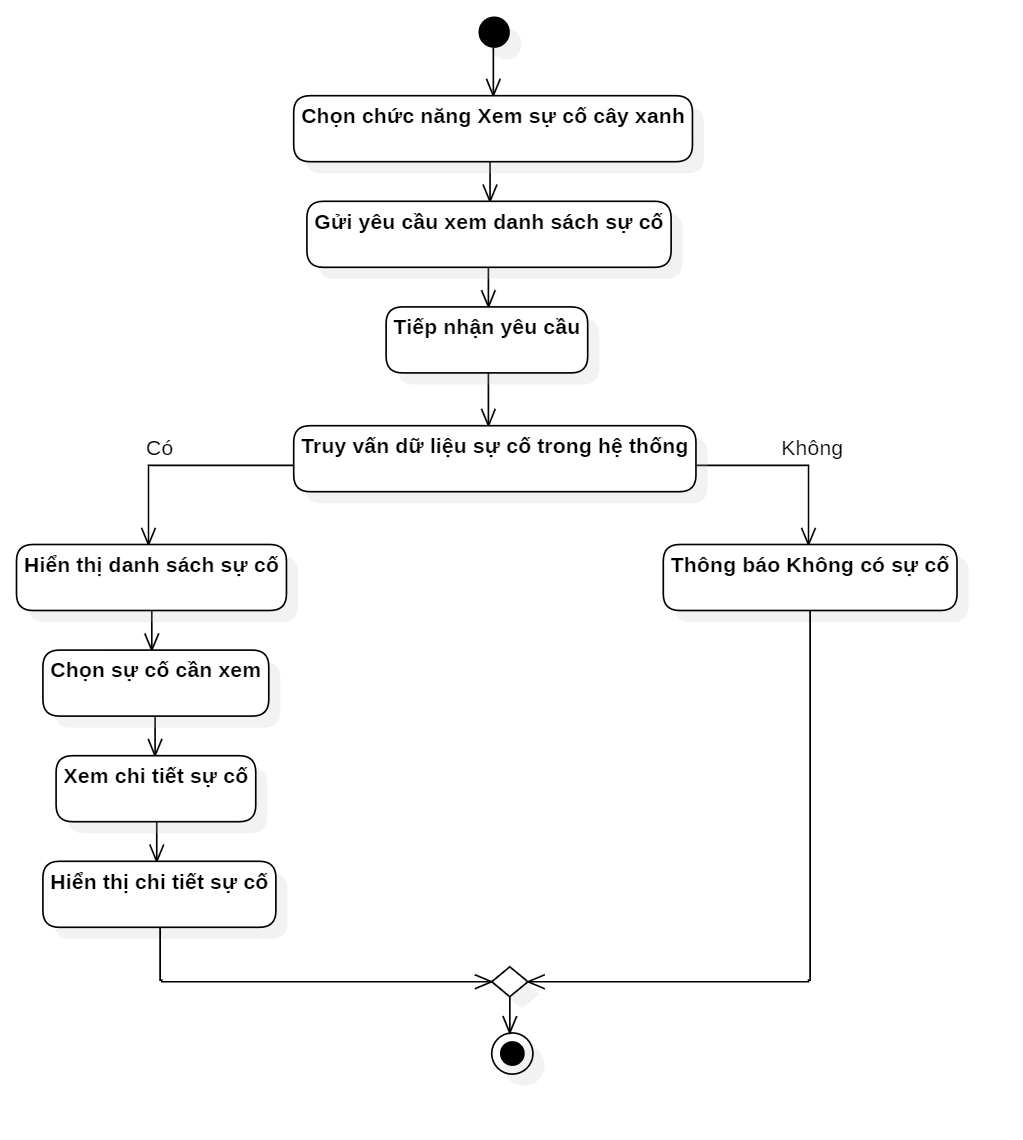 Chọn chức năng Xem sự cố cây xanh
Gửi yêu cầu xem danh sách sự cố
Tiếp nhận yêu cầu
Có
Truy vấn dữ liệu sự cố trong hệ thống
Không
Hiển thị danh sách sự cố
Thông báo Không có sự cố
Chọn sự cố cần xem
Xem chi tiết sự cố
Hiển thị chi tiết sự cố